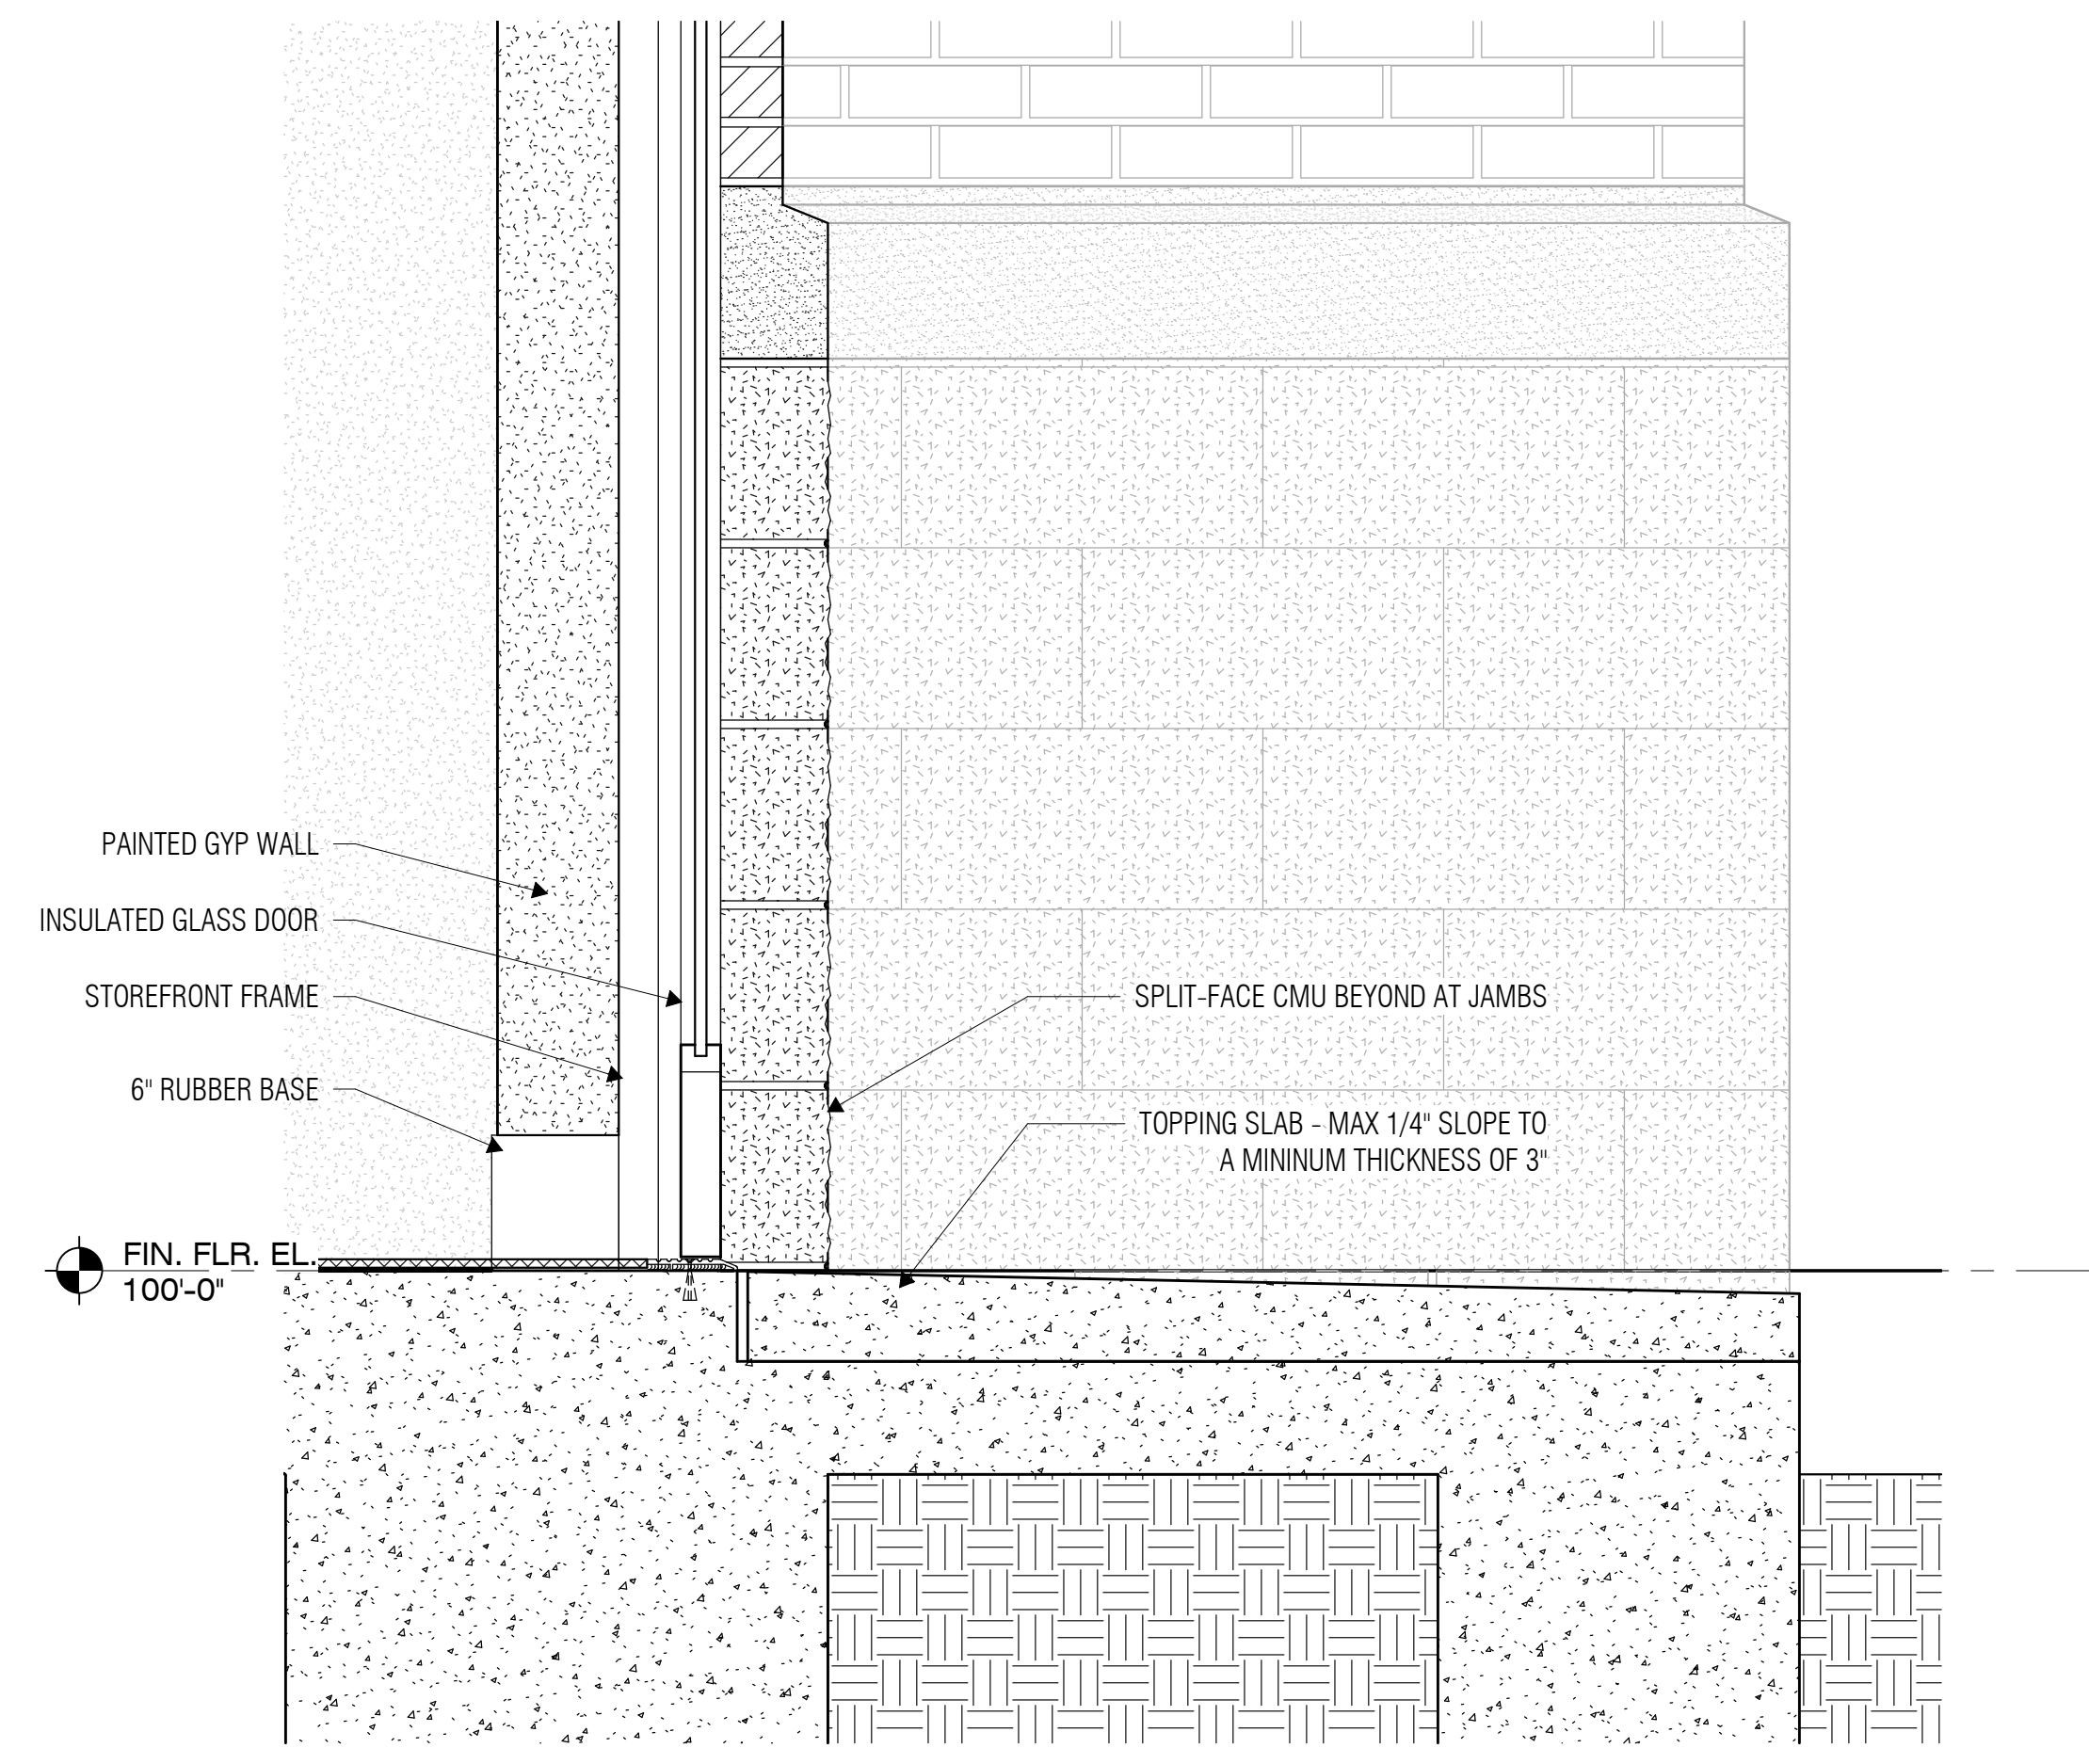 PAINTED GYP WALL
INSULATED GLASS DOOR
STOREFRONT FRAME
6" RUBBER BASE
SPLIT-FACE CMU BEYOND AT JAMBS
TOPPING SLAB - MAX 1/4" SLOPE TO
A MININUM THICKNESS OF 3"
FIN. FLR. EL.
100'-0"